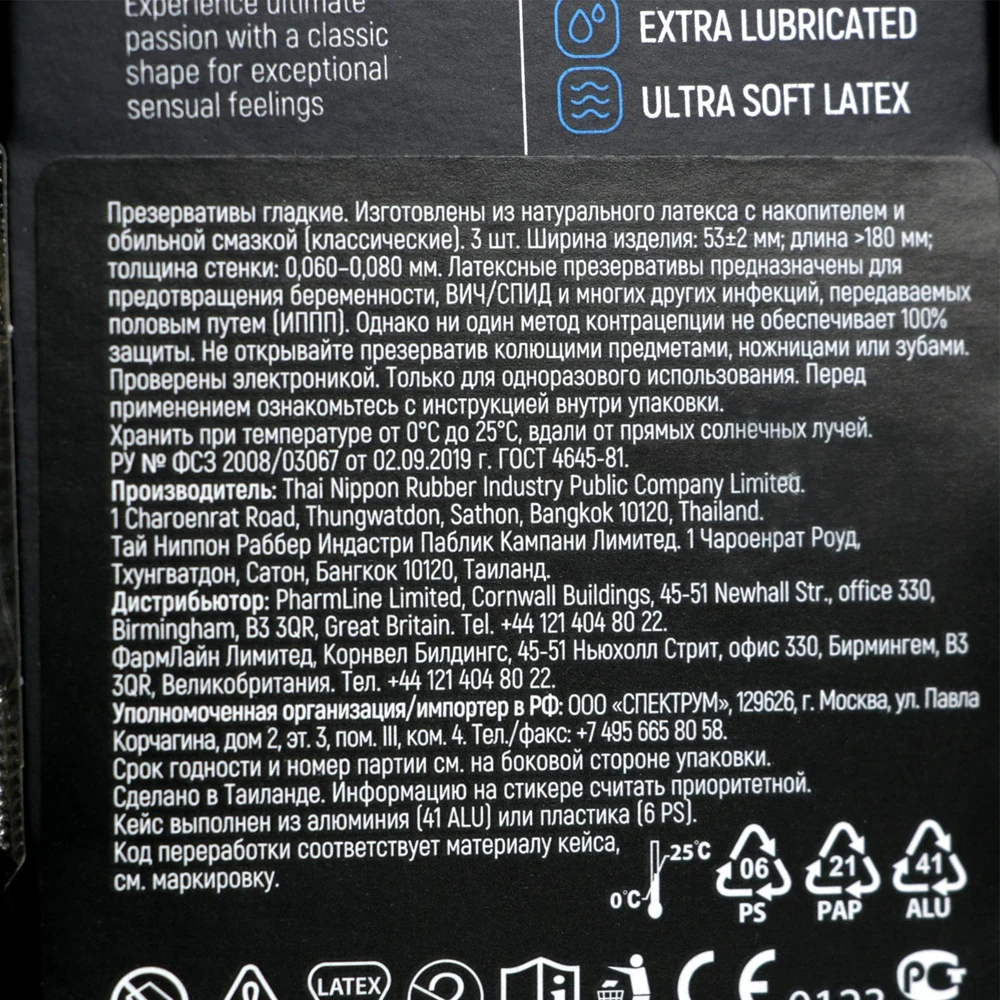 Experience ultimate
passion with a classic
shape for exceptional
sensual feelings
EXTRA LUBRICATED
ULTRA SOFT LATEX
Презервативы гладкие. Изготовлены из натурального латекса с накопителем и
обильной смазкой (классические). 3 шт. Ширина изделия: 53±2 мм; длина >180 мм;
толщина стенки: 0,060–0,080 мм. Латексные презервативы предназначены для
предотвращения беременности, ВИЧ/СПИД и многих других инфекций, передаваемых
половым путем (ИППП). Однако ни один метод контрацепции не обеспечивает 100%
защиты. Не открывайте презерватив колющими предметами, ножницами или зубами.
Проверены электроникой. Только для одноразового использования. Перед
применением ознакомьтесь с инструкцией внутри упаковки.
Хранить при температуре от 0°C до 25°C, вдали от прямых солнечных лучей.
РУ № ФСЗ 2008/03067 от 02.09.2019 г. ГОСТ 4645-81.
Производитель: Thai Nippon Rubber Industry Public Company Limited.
1 Charoenrat Road, Thungwatdon, Sathon, Bangkok 10120, Thailand.
Тай Ниппон Раббер Индастри Паблик Кампани Лимитед. 1 Чароенрат Роуд,
Тхунгватдон, Сатон, Бангкок 10120, Таиланд.
Дистрибьютор: PharmLine Limited, Cornwall Buildings, 45-51 Newhall Str., office 330,
Birmingham, B3 3QR, Great Britain. Tel. +44 121 404 80 22.
ФармЛайн Лимитед, Корнвел Билдингс, 45-51 Ньюхолл Стрит, офис 330, Бирмингем, B3
3QR, Великобритания. Тел. +44 121 404 80 22.
Уполномоченная организация/импортер в РФ: ООО «СПЕКТРУМ», 129626, г. Москва, ул. Павла
Корчагина, дом 2, эт. 3, пом. III, ком. 4. Тел./факс: +7 495 665 80 58.
Срок годности и номер партии см. на боковой стороне упаковки.
Сделано в Таиланде. Информацию на стикере считать приоритетной.
Кейс выполнен из алюминия (41 ALU) или пластика (6 PS).
Код переработки соответствует материалу кейса,
см. маркировку.
25°C
0°C
06
PS
21
PAP
41
ALU
LATEX
2
i
CE
0123
РСТ